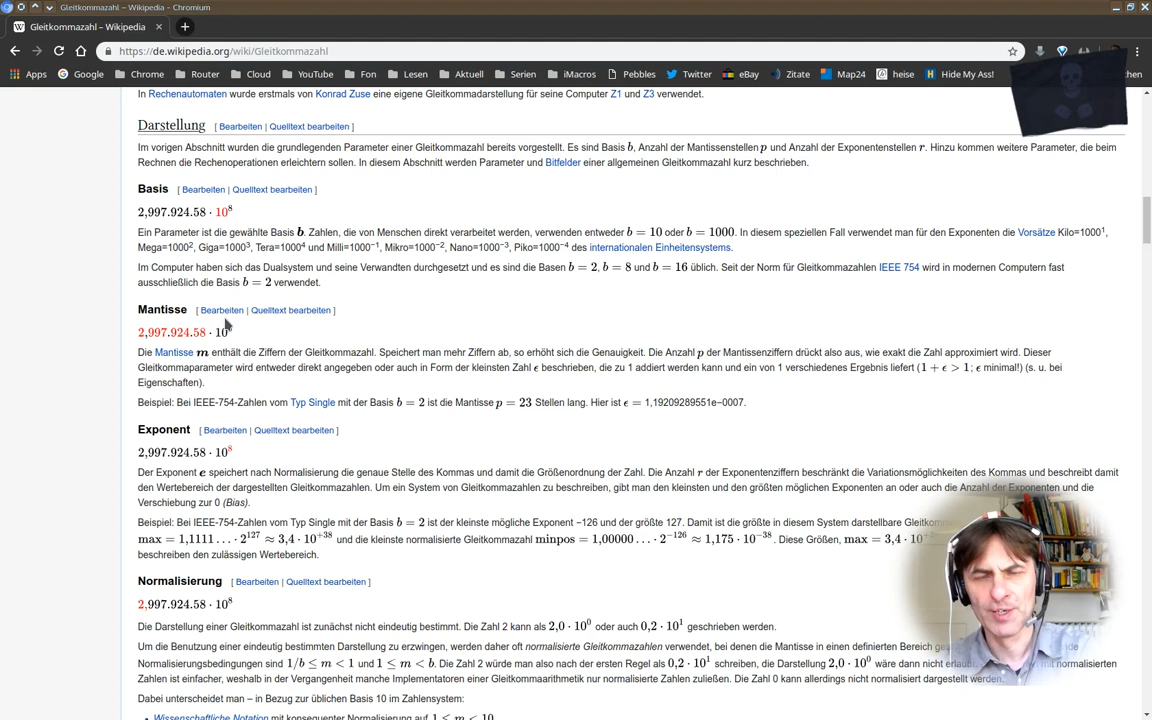 Gleitkommazahl – Wikipedia - Chromium
W Gleitkommazahl – Wikipedia
https://de.wikipedia.org/wiki/Gleitkommazahl
Apps Google Chrome Router Cloud YouTube Fon Lesen Aktuell Serien iMacros Pebbles Twitter eBay Zitate Map24 heise Hide My Ass!
In Rechenautomaten wurde erstmals von Konrad Zuse eine eigene Gleitkommadarstellung für seine Computer Z1 und Z3 verwendet.
Darstellung [ Bearbeiten | Quelltext bearbeiten ]
Im vorigen Abschnitt wurden die grundlegenden Parameter einer Gleitkommazahl bereits vorgestellt. Es sind Basis b, Anzahl der Mantissenstellen p und Anzahl der Exponentenstellen r. Hinzu kommen weitere Parameter, die beim
Rechnen die Rechenoperationen erleichtern sollen. In diesem Abschnitt werden Parameter und Bitfelder einer allgemeinen Gleitkommazahl kurz beschrieben.
Basis [ Bearbeiten | Quelltext bearbeiten ]
2,997.924.58 · 10⁸
Ein Parameter ist die gewählte Basis b. Zahlen, die von Menschen direkt verarbeitet werden, verwenden entweder b = 10 oder b = 1000. In diesem speziellen Fall verwendet man für den Exponenten die Vorsätze Kilo=1000¹,
Mega=1000², Giga=1000³, Tera=1000⁴ und Milli=1000⁻¹, Mikro=1000⁻², Nano=1000⁻³, Piko=1000⁻⁴ des internationalen Einheitensystems.
Im Computer haben sich das Dualsystem und seine Verwandten durchgesetzt und es sind die Basen b = 2, b = 8 und b = 16 üblich. Seit der Norm für Gleitkommazahlen IEEE 754 wird in modernen Computern fast
ausschließlich die Basis b = 2 verwendet.
Mantisse [ Bearbeiten | Quelltext bearbeiten ]
2,997.924.58 · 10⁸
Die Mantisse m enthält die Ziffern der Gleitkommazahl. Speichert man mehr Ziffern ab, so erhöht sich die Genauigkeit. Die Anzahl p der Mantissenziffern drückt also aus, wie exakt die Zahl approximiert wird. Dieser
Gleitkommaparameter wird entweder direkt angegeben oder auch in Form der kleinsten Zahl ϵ beschrieben, die zu 1 addiert werden kann und ein von 1 verschiedenes Ergebnis liefert (1 + ϵ > 1; ϵ minimal!) (s. u. bei
Eigenschaften).
Beispiel: Bei IEEE-754-Zahlen vom Typ Single mit der Basis b = 2 ist die Mantisse p = 23 Stellen lang. Hier ist ϵ = 1,19209289551e−0007.
Exponent [ Bearbeiten | Quelltext bearbeiten ]
2,997.924.58 · 10⁸
Der Exponent e speichert nach Normalisierung die genaue Stelle des Kommas und damit die Größenordnung der Zahl. Die Anzahl r der Exponentenziffern beschränkt die Variationsmöglichkeiten des Kommas und beschreibt damit
den Wertebereich der dargestellten Gleitkommazahlen. Um ein System von Gleitkommazahlen zu beschreiben, gibt man den kleinsten und den größten möglichen Exponenten an oder auch die Anzahl der Exponenten und die
Verschiebung zur 0 (Bias).
Beispiel: Bei IEEE-754-Zahlen vom Typ Single mit der Basis b = 2 ist der kleinste mögliche Exponent −126 und der größte 127. Damit ist die größte in diesem System darstellbare
max = 1,1111 … · 2¹²⁷ ≈ 3,4 · 10⁺³⁸ und die kleinste normalisierte Gleitkommazahl minpos = 1,00000 … · 2⁻¹²⁶ ≈ 1,175 · 10⁻³⁸. Diese Größen, max = 3,4 ·
beschreiben den zulässigen Wertebereich.
Normalisierung [ Bearbeiten | Quelltext bearbeiten ]
2,997.924.58 · 10⁸
Die Darstellung einer Gleitkommazahl ist zunächst nicht eindeutig bestimmt. Die Zahl 2 kann als 2,0 · 10⁰ oder auch 0,2 · 10¹ geschrieben werden.
Um die Benutzung einer eindeutig bestimmten Darstellung zu erzwingen, werden daher oft normalisierte Gleitkommazahlen verwendet, bei denen die Mantisse in einen definierten Bereich
Normalisierungsbedingungen sind 1/b ≤ m < 1 und 1 ≤ m < b. Die Zahl 2 würde man also nach der ersten Regel als 0,2 · 10¹ schreiben, die Darstellung 2,0 · 10⁰ wäre dann nicht mit normalisierten
Zahlen ist einfacher, weshalb in der Vergangenheit manche Implementatoren einer Gleitkommaarithmetik nur normalisierte Zahlen zuließen. Die Zahl 0 kann allerdings nicht normalisiert dargestellt werden.
Dabei unterscheidet man – in Bezug zur üblichen Basis 10 im Zahlensystem:
• Wissenschaftliche Notation mit konsequenter Normalisierung auf 1 ≤ m < 10